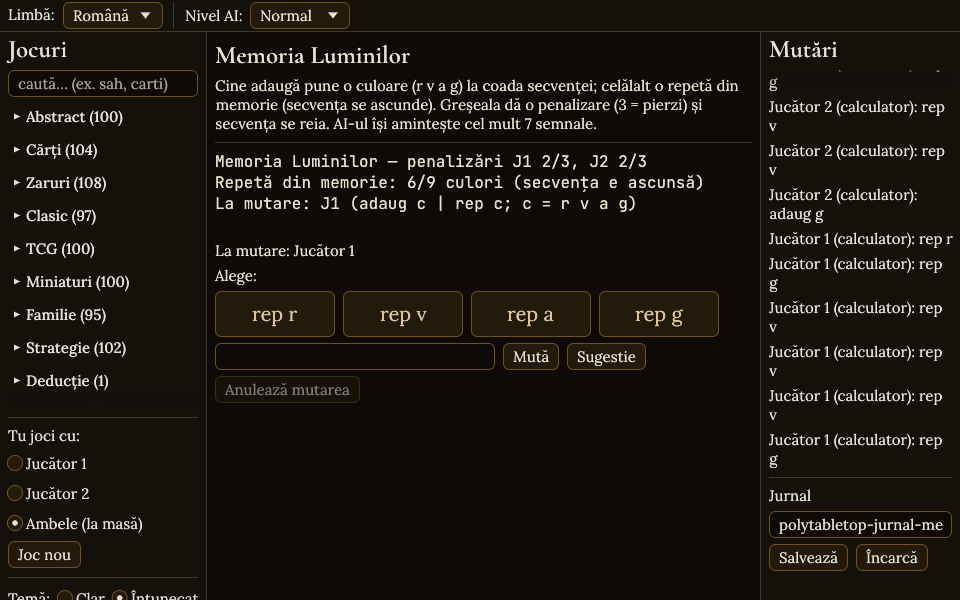 Limbă:
Română
Nivel AI:
Normal
Jocuri
caută... (ex. sah, carti)
Abstract (100)
Cărți (104)
Zaruri (108)
Clasic (97)
TCG (100)
Miniaturi (100)
Familie (95)
Strategie (102)
Deducție (1)
Tu joci cu:
Jucător 1
Jucător 2
Ambele (la masă)
Joc nou
Temă:
Clar
Întunecat
Memoria Luminilor
Cine adaugă pune o culoare (r v a g) la coada secvenței; celălalt o repetă din
memorie (secvența se ascunde). Greșeala dă o penalizare (3 = pierzi) și
secvența se reia. AI-ul își amintește cel mult 7 semnale.
Memoria Luminilor — penalizări J1 2/3, J2 2/3
Repetă din memorie: 6/9 culori (secvența e ascunsă)
La mutare: J1 (adaug c | rep c; c = r v a g)
La mutare: Jucător 1
Alege:
rep r
rep v
rep a
rep g
Mută
Sugestie
Anulează mutarea
Mutări
g
Jucător 2 (calculator): rep
v
Jucător 2 (calculator): rep
v
Jucător 2 (calculator):
adaug g
Jucător 1 (calculator): rep r
Jucător 1 (calculator): rep
g
Jucător 1 (calculator): rep
v
Jucător 1 (calculator): rep
v
Jucător 1 (calculator): rep
v
Jucător 1 (calculator): rep
g
Jurnal
polytabletop-jurnal-me
Salvează
Încarcă